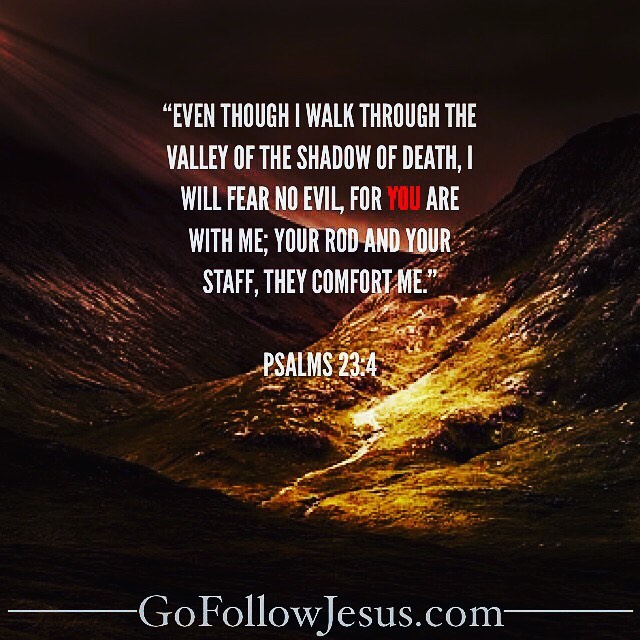 “EVEN THOUGH I WALK THROUGH THE
VALLEY OF THE SHADOW OF DEATH, I
WILL FEAR NO EVIL, FOR YOU ARE
WITH ME; YOUR ROD AND YOUR
STAFF, THEY COMFORT ME.”
PSALMS 23:4
GoFollowJesus.com